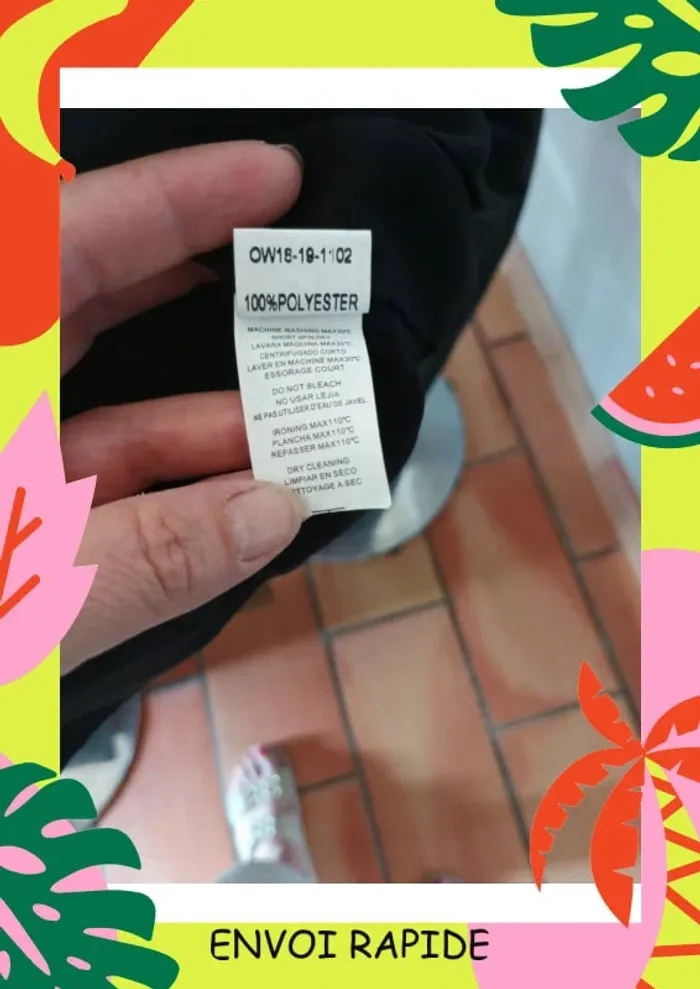 OW18-19-1102
100%POLYESTER
MACHINE WASHING MAX30℃
SHORT SPIN DRY
LAVARA MAQUINA MAX30℃
CENTRIFUGADO CORTO
LAVER EN MACHINE MAX30℃
ESSORAGE COURT
DO NOT BLEACH
NO USAR LEJIA
NE PAS UTILISER D'EAU DE JAVEL
IRONING MAX110℃
PLANCHA MAX110℃
REPASSER MAX110℃
DRY CLEANING
LIMPIAR EN SECO
TTOYAGE A SEC
ENVOI RAPIDE